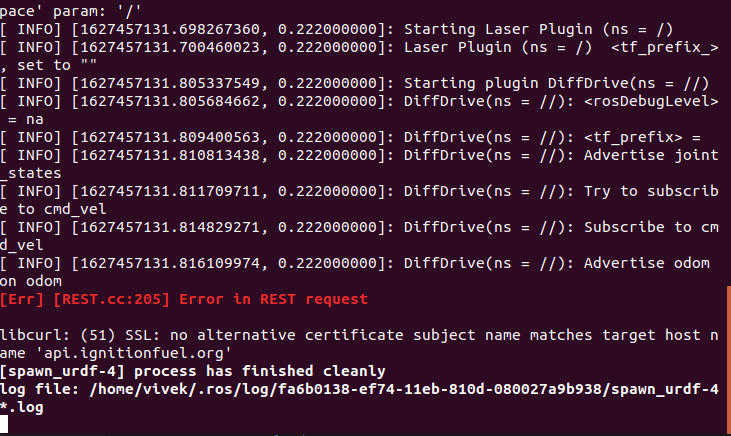 pace' param: '/'
[ INFO] [1627457131.698267360, 0.222000000]: Starting Laser Plugin (ns = /)
[ INFO] [1627457131.700460023, 0.222000000]: Laser Plugin (ns = /)  <tf_prefix_>
, set to ""
[ INFO] [1627457131.805337549, 0.222000000]: Starting plugin DiffDrive(ns = //)
[ INFO] [1627457131.805684662, 0.222000000]: DiffDrive(ns = //): <rosDebugLevel>
 = na
[ INFO] [1627457131.809400563, 0.222000000]: DiffDrive(ns = //): <tf_prefix> =
[ INFO] [1627457131.810813438, 0.222000000]: DiffDrive(ns = //): Advertise joint
_states
[ INFO] [1627457131.811709711, 0.222000000]: DiffDrive(ns = //): Try to subscrib
e to cmd_vel
[ INFO] [1627457131.814829271, 0.222000000]: DiffDrive(ns = //): Subscribe to cm
d_vel
[ INFO] [1627457131.816109974, 0.222000000]: DiffDrive(ns = //): Advertise odom
on odom
[Err] [REST.cc:205] Error in REST request
libcurl: (51) SSL: no alternative certificate subject name matches target host n
ame 'api.ignitionfuel.org'
[spawn_urdf-4] process has finished cleanly
log file: /home/vivek/.ros/log/fa6b0138-ef74-11eb-810d-080027a9b938/spawn_urdf-4
*.log